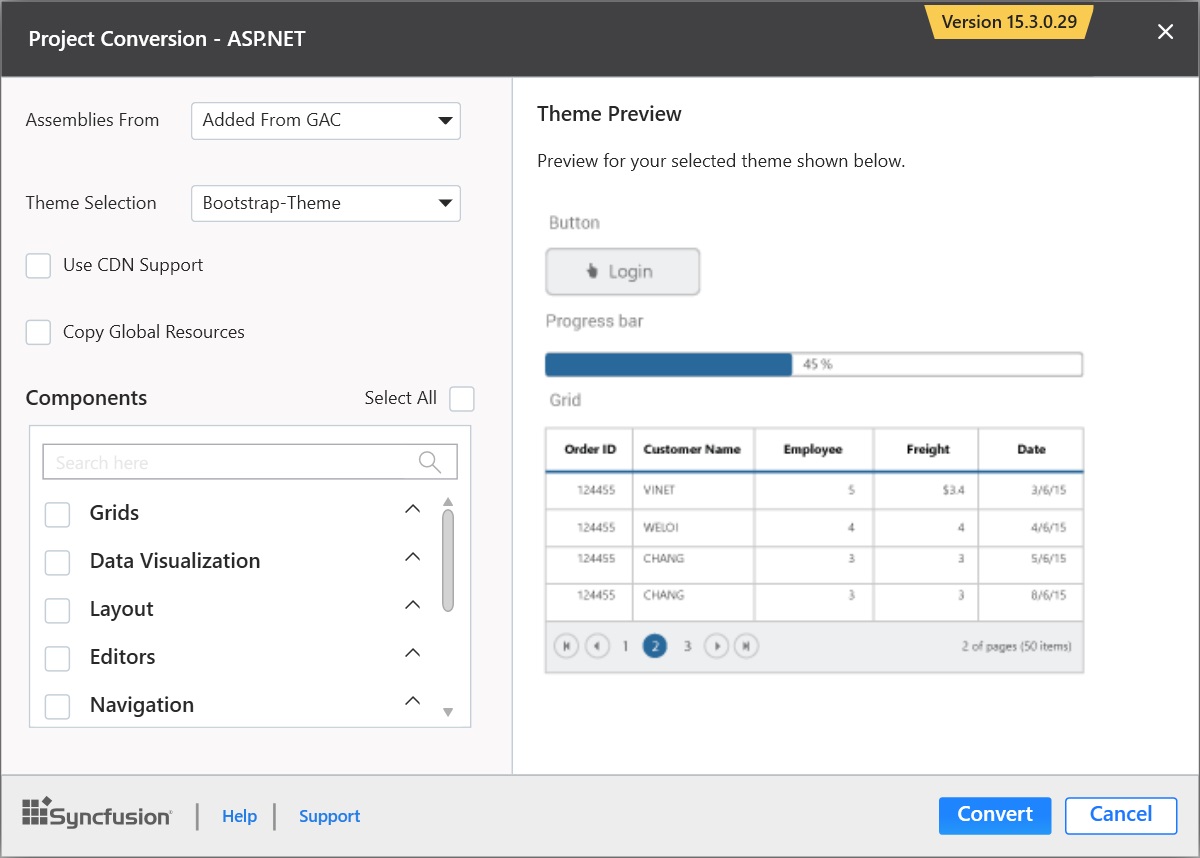 Project Conversion - ASP.NET
Version 15.3.0.29
Assemblies From
Added From GAC
Theme Selection
Bootstrap-Theme
Use CDN Support
Copy Global Resources
Components
Select All
Search here
Grids
Data Visualization
Layout
Editors
Navigation
Theme Preview
Preview for your selected theme shown below.
Button
Login
Progress bar
45 %
Grid
Order ID Customer Name Employee Freight Date
124455 VINET 5 $3.4 3/6/15
124455 WELOI 4 4 4/6/15
124455 CHANG 3 3 5/6/15
124455 CHANG 3 3 8/6/15
1 2 3 2 of pages (50 items)
Syncfusion Help Support
Convert Cancel